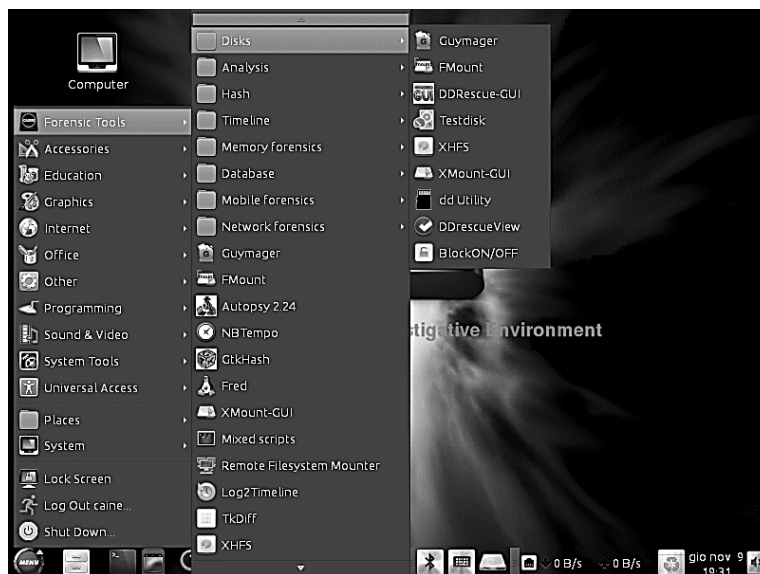 Computer
Forensic Tools
Accessories
Education
Graphics
Internet
Office
Other
Programming
Sound & Video
System Tools
Universal Access
Places
System
Lock Screen
Log Out caine...
Shut Down...
Disks
Analysis
Hash
Timeline
Memory forensics
Database
Mobile forensics
Network forensics
Guymager
FMount
Autopsy 2.24
NBTempo
GtkHash
Fred
XMount-GUI
Mixed scripts
Remote Filesystem Mounter
Log2Timeline
TkDiff
XHFS
Guymager
FMount
DDRescue-GUI
Testdisk
XHFS
XMount-GUI
dd Utility
DDrescueView
BlockON/OFF
stigative Environment
MENU
0 B/s
0 B/s
gio nov 9
19:31